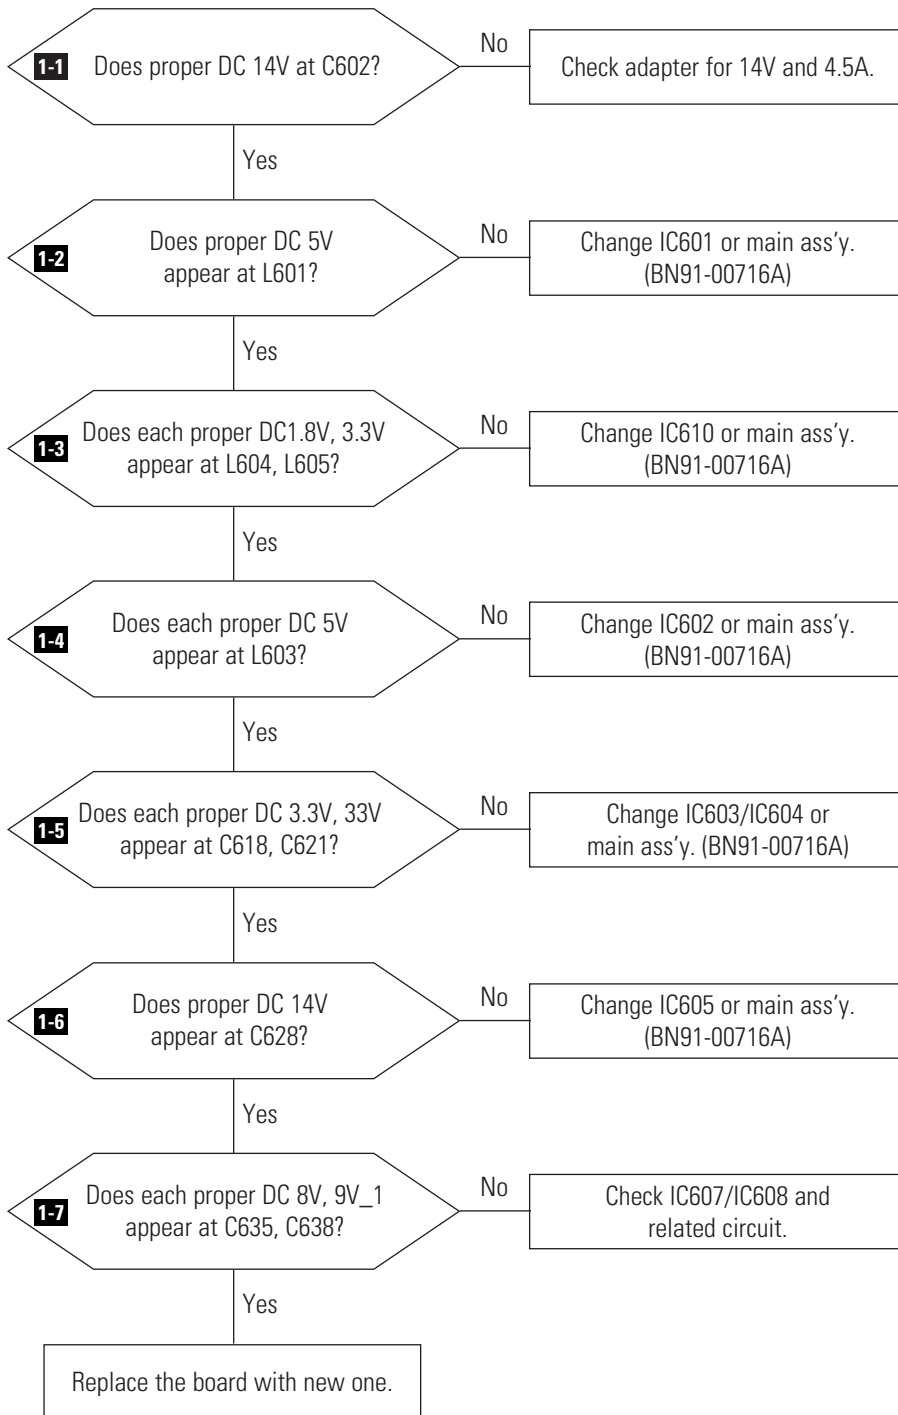 1-1 Does proper DC 14V at C602?
No
Check adapter for 14V and 4.5A.
Yes
1-2
Does proper DC 5V
appear at L601?
No
Change IC601 or main ass'y.
(BN91-00716A)
Yes
1-3
Does each proper DC1.8V, 3.3V
appear at L604, L605?
No
Change IC610 or main ass'y.
(BN91-00716A)
Yes
1-4
Does each proper DC 5V
appear at L603?
No
Change IC602 or main ass'y.
(BN91-00716A)
Yes
1-5
Does each proper DC 3.3V, 33V
appear at C618, C621?
No
Change IC603/IC604 or
main ass'y. (BN91-00716A)
Yes
1-6
Does proper DC 14V
appear at C628?
No
Change IC605 or main ass'y.
(BN91-00716A)
Yes
1-7
Does each proper DC 8V, 9V_1
appear at C635, C638?
No
Check IC607/IC608 and
related circuit.
Yes
Replace the board with new one.